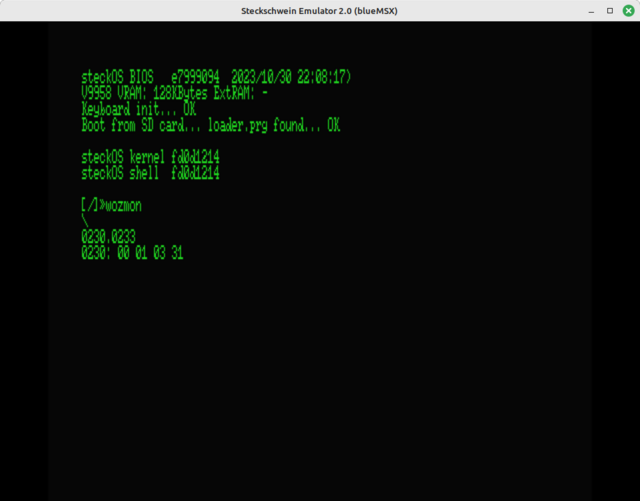 Steckschwein Emulator 2.0 (blueMSX)
steckOS BIOS   e7999094  2023/10/30 22:08:17)
V9958 VRAM: 128KBytes ExtRAM: -
Keyboard init... OK
Boot from SD card... loader.prg found... OK
steckOS kernel fd0d1214
steckOS shell  fd0d1214
[/]»wozmon
\
0230.0233
0230: 00 01 03 31